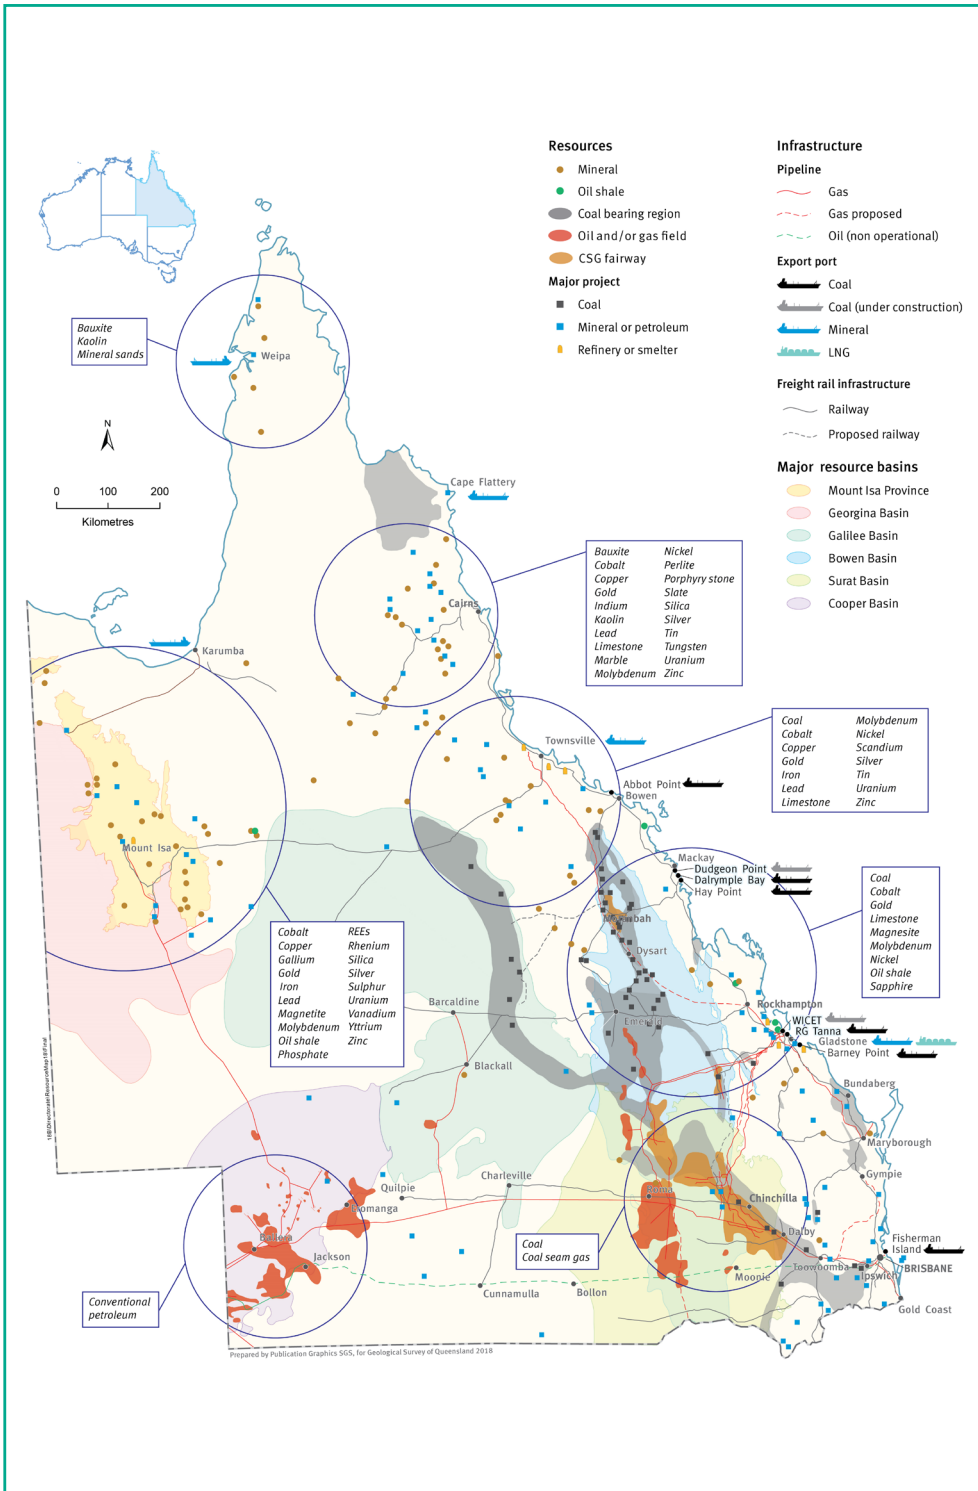 Resources
Mineral
Oil shale
Coal bearing region
Oil and/or gas field
CSG fairway
Major project
Coal
Mineral or petroleum
Refinery or smelter
Infrastructure
Pipeline
Gas
Gas proposed
Oil (non operational)
Export port
Coal
Coal (under construction)
Mineral
LNG
Freight rail infrastructure
Railway
Proposed railway
Major resource basins
Mount Isa Province
Georgina Basin
Galilee Basin
Bowen Basin
Surat Basin
Cooper Basin
Bauxite
Kaolin
Mineral sands
Weipa
N
0 100 200
Kilometres
Cape Flattery
Bauxite Nickel
Cobalt Perlite
Copper Porphyry stone
Gold Slate
Indium Silica
Kaolin Silver
Lead Tin
Limestone Tungsten
Marble Uranium
Molybdenum Zinc
Cairns
Karumba
Coal Molybdenum
Cobalt Nickel
Copper Scandium
Gold Silver
Iron Tin
Lead Uranium
Limestone Zinc
Townsville
Abbot Point
Bowen
Mount Isa
Mackay
Dudgeon Point
Dalrymple Bay
Hay Point
Coal
Cobalt
Gold
Limestone
Magnesite
Molybdenum
Nickel
Oil shale
Sapphire
Moranbah
Dysart
Cobalt REEs
Copper Rhenium
Gallium Silica
Gold Silver
Iron Sulphur
Lead Uranium
Magnetite Vanadium
Molybdenum Yttrium
Oil shale Zinc
Phosphate
Barcaldine
Emerald
Rockhampton
WICET
RG Tanna
Gladstone
Barney Point
Blackall
Bundaberg
Maryborough
Gympie
Charleville
Quilpie
Eromanga
Roma
Chinchilla
Dalby
Ballera
Jackson
Coal
Coal seam gas
Fisherman
Island
BRISBANE
Toowoomba
Ipswich
Moonie
Cunnamulla
Bollon
Gold Coast
Conventional
petroleum
Prepared by Publication Graphics SGS, for Geological Survey of Queensland 2018